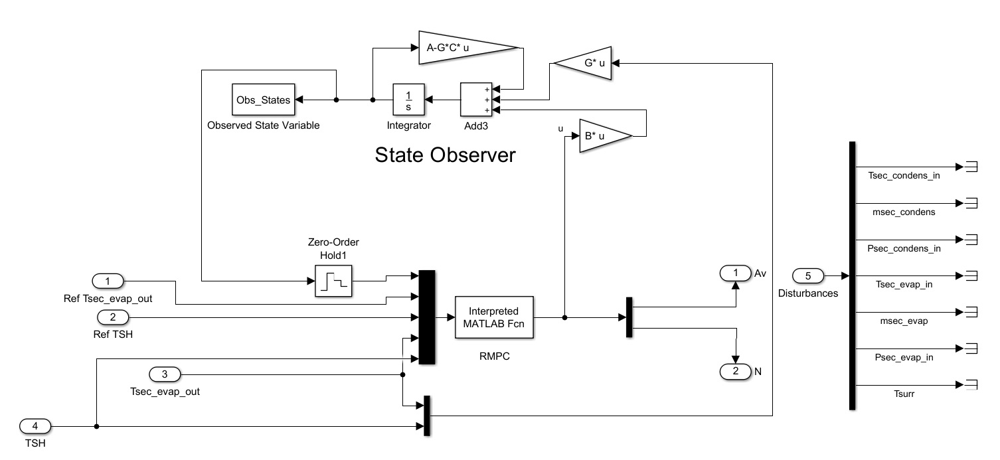 A-G*C* u
G* u
Obs_States
Observed State Variable
1
s
Integrator
+
+
+
Add3
u
B* u
State Observer
Zero-Order
Hold1
1
Ref Tsec_evap_out
2
Ref TSH
3
Tsec_evap_out
4
TSH
Interpreted
MATLAB Fcn
RMPC
1
Av
2
N
5
Disturbances
Tsec_condens_in
msec_condens
Psec_condens_in
Tsec_evap_in
msec_evap
Psec_evap_in
Tsurr